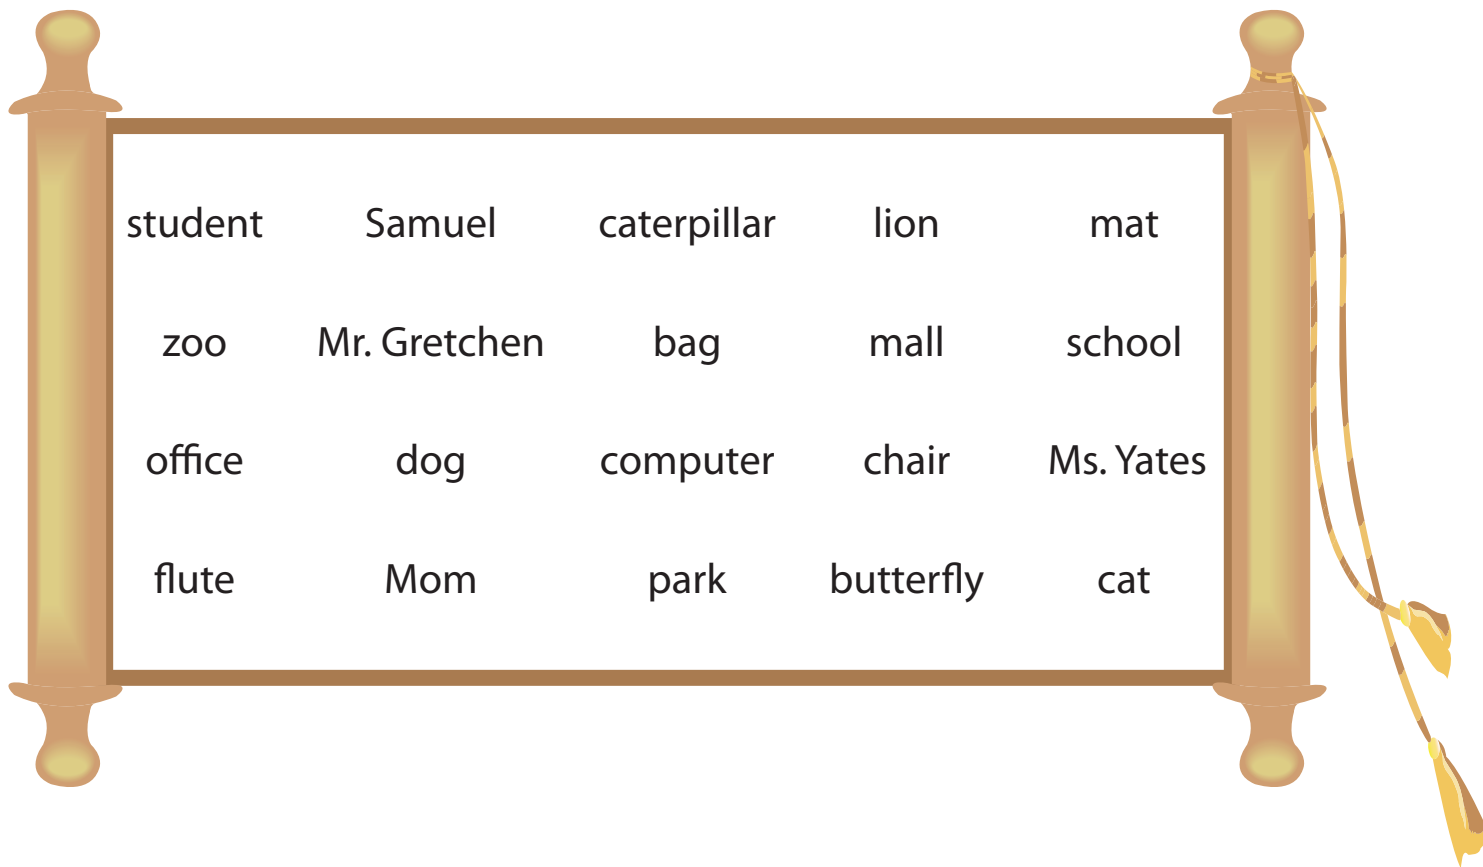 student Samuel caterpillar lion mat
zoo Mr. Gretchen bag mall school
office dog computer chair Ms. Yates
flute Mom park butterfly cat